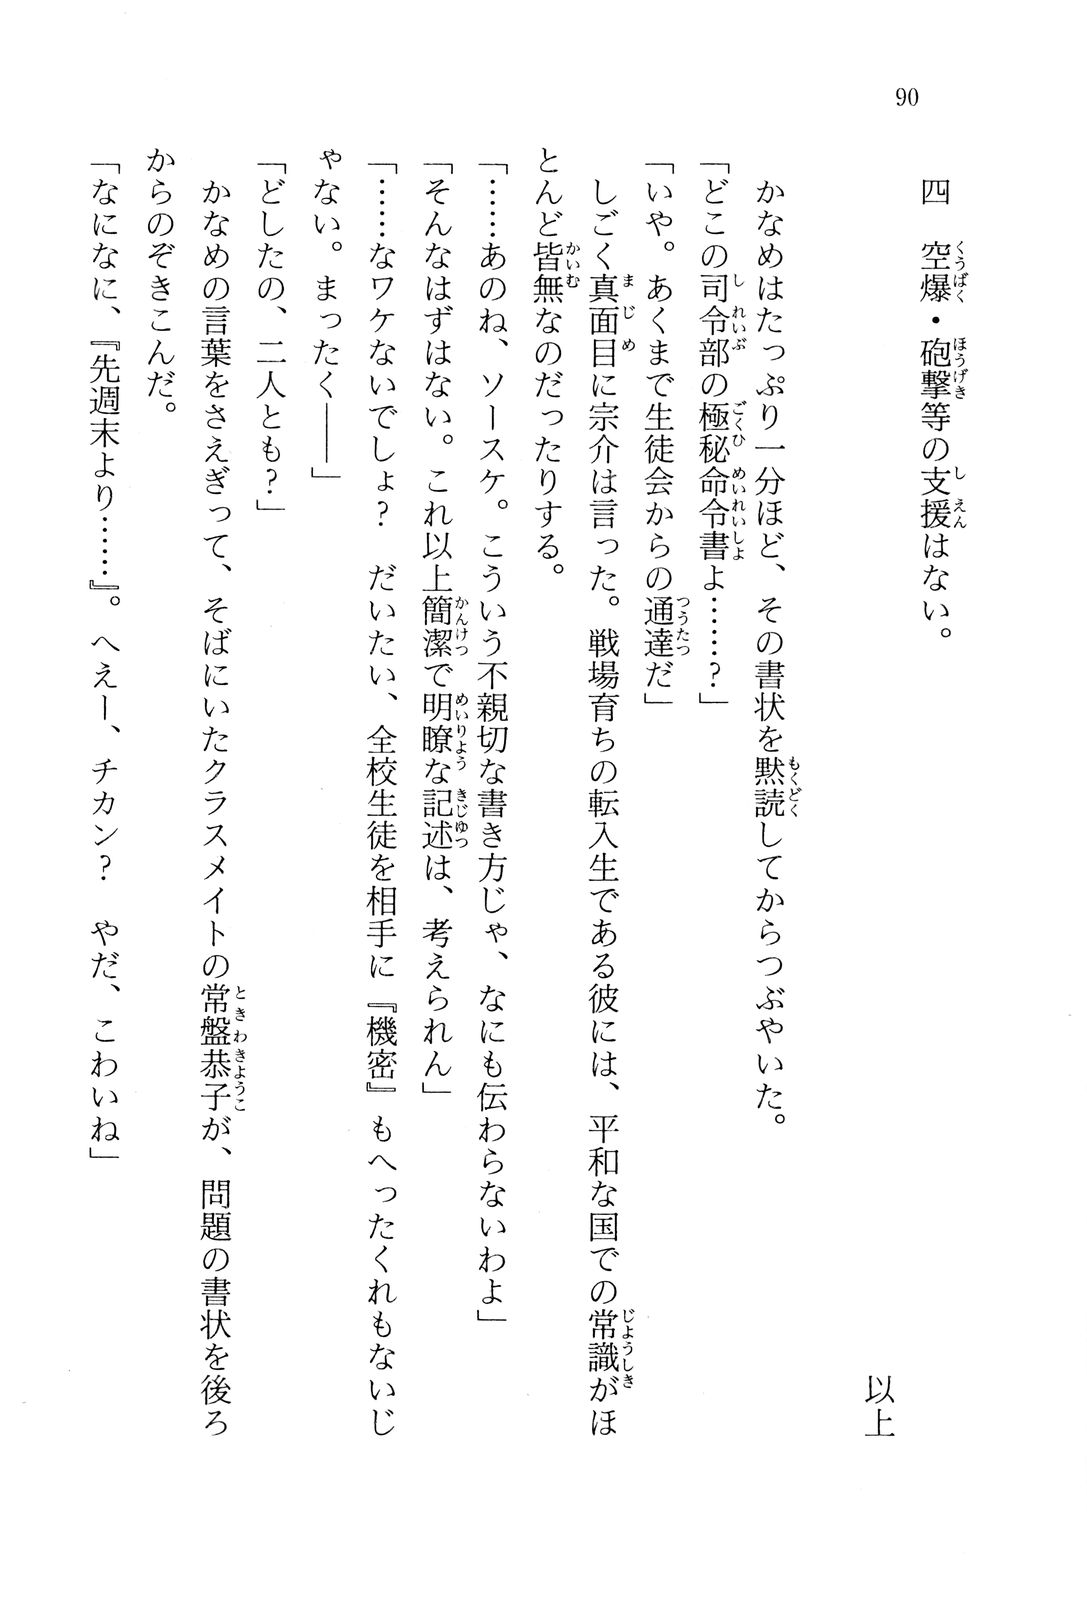 90
四　空爆・砲撃等の支援はない。
以上
　かなめはたっぷり一分ほど、その書状を黙読してからつぶやいた。
「どこの司令部の極秘命令書よ……？」
「いや。あくまで生徒会からの通達だ」
　しごく真面目に宗介は言った。戦場育ちの転入生である彼には、平和な国での常識がほ
とんど皆無なのだったりする。
「……あのね、ソースケ。こういう不親切な書き方じゃ、なにも伝わらないわよ」
「そんなはずはない。これ以上簡潔で明瞭な記述は、考えられん」
「……なワケないでしょ？　だいたい、全校生徒を相手に『機密』もへったくれもないじ
ゃない。まったく――」
「どしたの、二人とも？」
　かなめの言葉をさえぎって、そばにいたクラスメイトの常盤恭子が、問題の書状を後ろ
からのぞきこんだ。
「なになに、『先週末より……』。へえー、チカン？　やだ、こわいね」